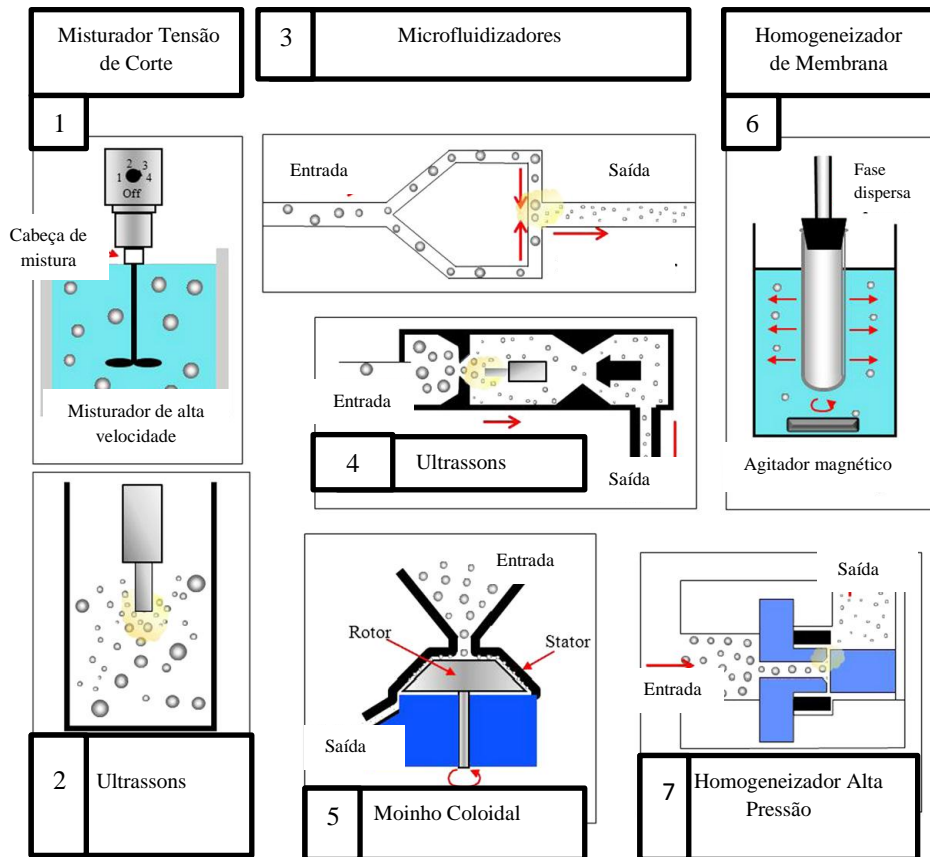 Misturador Tensão
de Corte
1
2
1 3
4
Off
Cabeça de
mistura
Misturador de alta
velocidade
2
Ultrassons
3
Microfluidizadores
Entrada
Saída
Entrada
4
Ultrassons
Saída
Entrada
Rotor
Stator
Saída
5
Moinho Coloidal
Homogeneizador
de Membrana
6
Fase
dispersa
Agitador magnético
Saída
Entrada
7
Homogeneizador Alta
Pressão